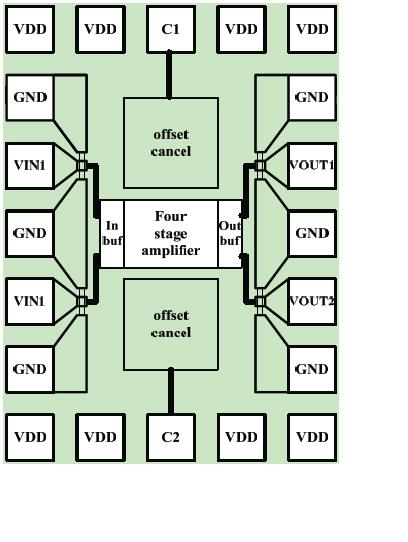 VDD VDD C1 VDD VDD
GND GND
offset
cancel
VIN1 VOUT1
GND In
buf Four
stage
amplifier Out
buf GND
VIN1 VOUT2
offset
cancel
GND GND
VDD VDD C2 VDD VDD